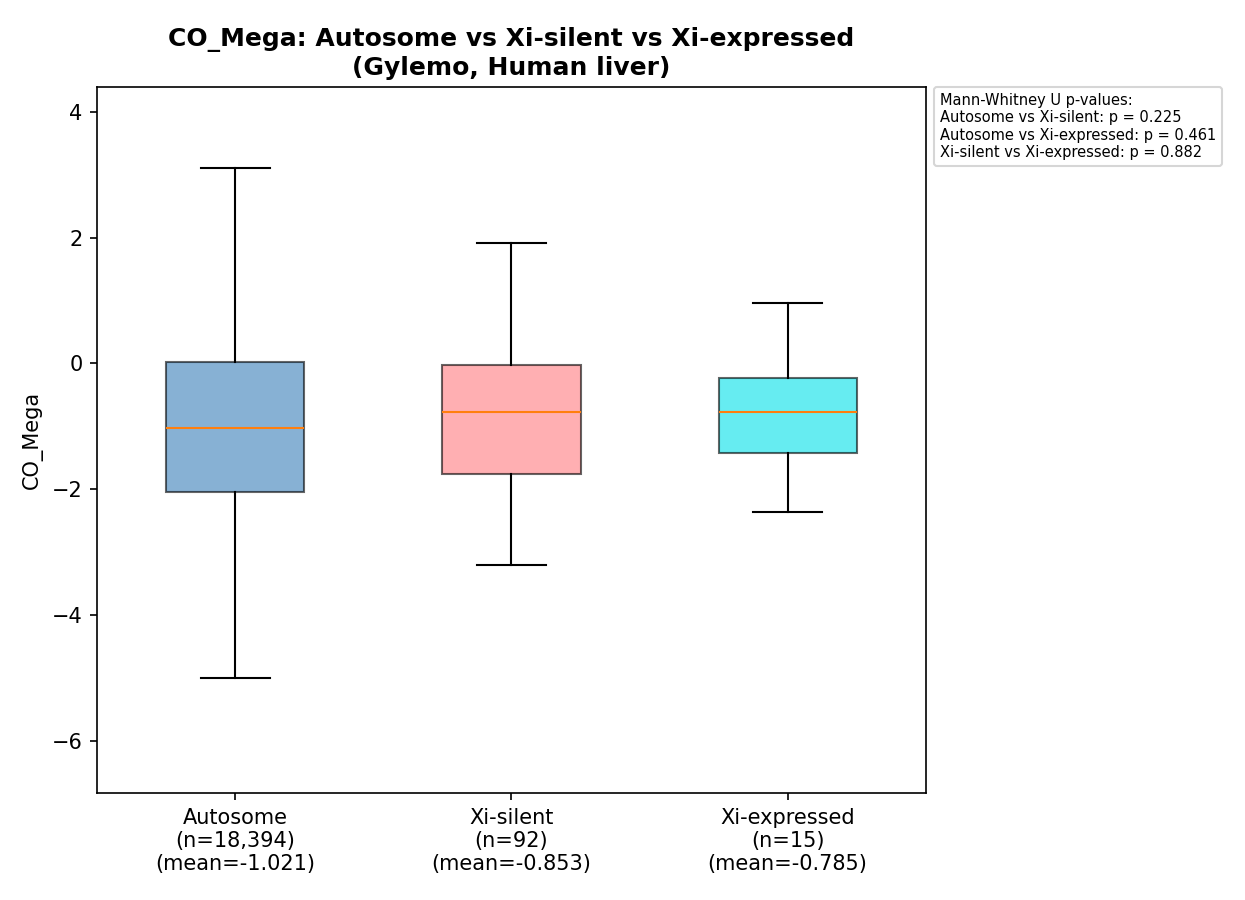 CO_Mega: Autosome vs Xi-silent vs Xi-expressed
(Gylemo, Human liver)
Mann-Whitney U p-values:
Autosome vs Xi-silent: p = 0.225
Autosome vs Xi-expressed: p = 0.461
Xi-silent vs Xi-expressed: p = 0.882
CO_Mega
4
2
0
−2
−4
−6
Autosome
(n=18,394)
(mean=-1.021)
Xi-silent
(n=92)
(mean=-0.853)
Xi-expressed
(n=15)
(mean=-0.785)